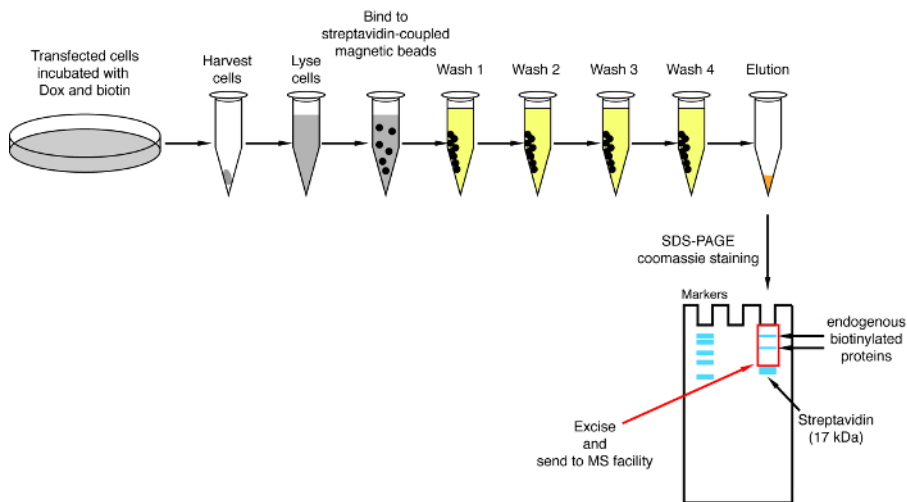 Transfected cells
incubated with
Dox and biotin
Harvest
cells
Lyse
cells
Bind to
streptavidin-coupled
magnetic beads
Wash 1
Wash 2
Wash 3
Wash 4
Elution
SDS-PAGE
coomassie staining
Markers
endogenous
biotinylated
proteins
Excise
and
send to MS facility
Streptavidin
(17 kDa)